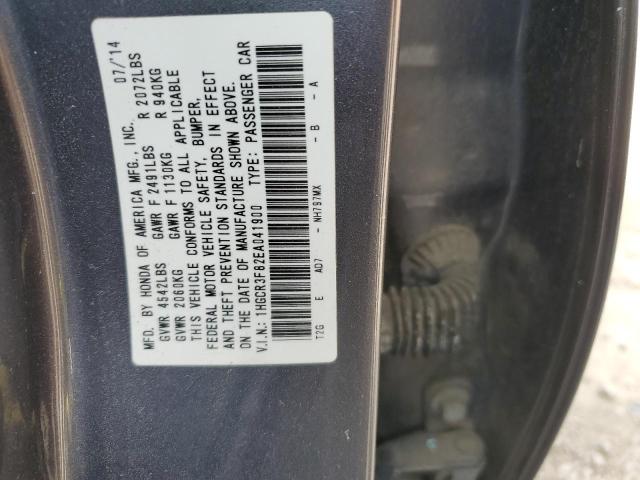 MFD. BY HONDA OF AMERICA MFG., INC. 07/'14
GVWR 4542LBS GAWR F 2491LBS R 2072LBS
GVWR 2060KG GAWR F 1130KG R 940KG
THIS VEHICLE CONFORMS TO ALL APPLICABLE
FEDERAL MOTOR VEHICLE SAFETY, BUMPER,
AND THEFT PREVENTION STANDARDS IN EFFECT
ON THE DATE OF MANUFACTURE SHOWN ABOVE.
V.I.N.: 1HGCR3F82EA041900 TYPE: PASSENGER CAR
T2G E AD7 - NH797MX - B - A